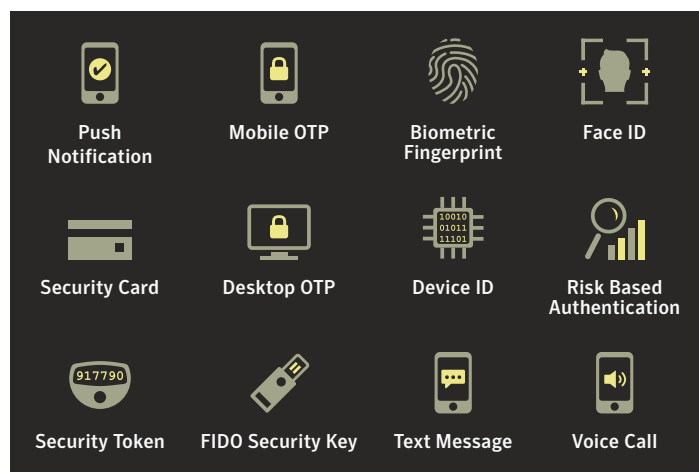 Push
Notification
Mobile OTP
Biometric
Fingerprint
Face ID
Security Card
Desktop OTP
10010
01011
11101
Device ID
Risk Based
Authentication
917790
Security Token
FIDO Security Key
Text Message
Voice Call